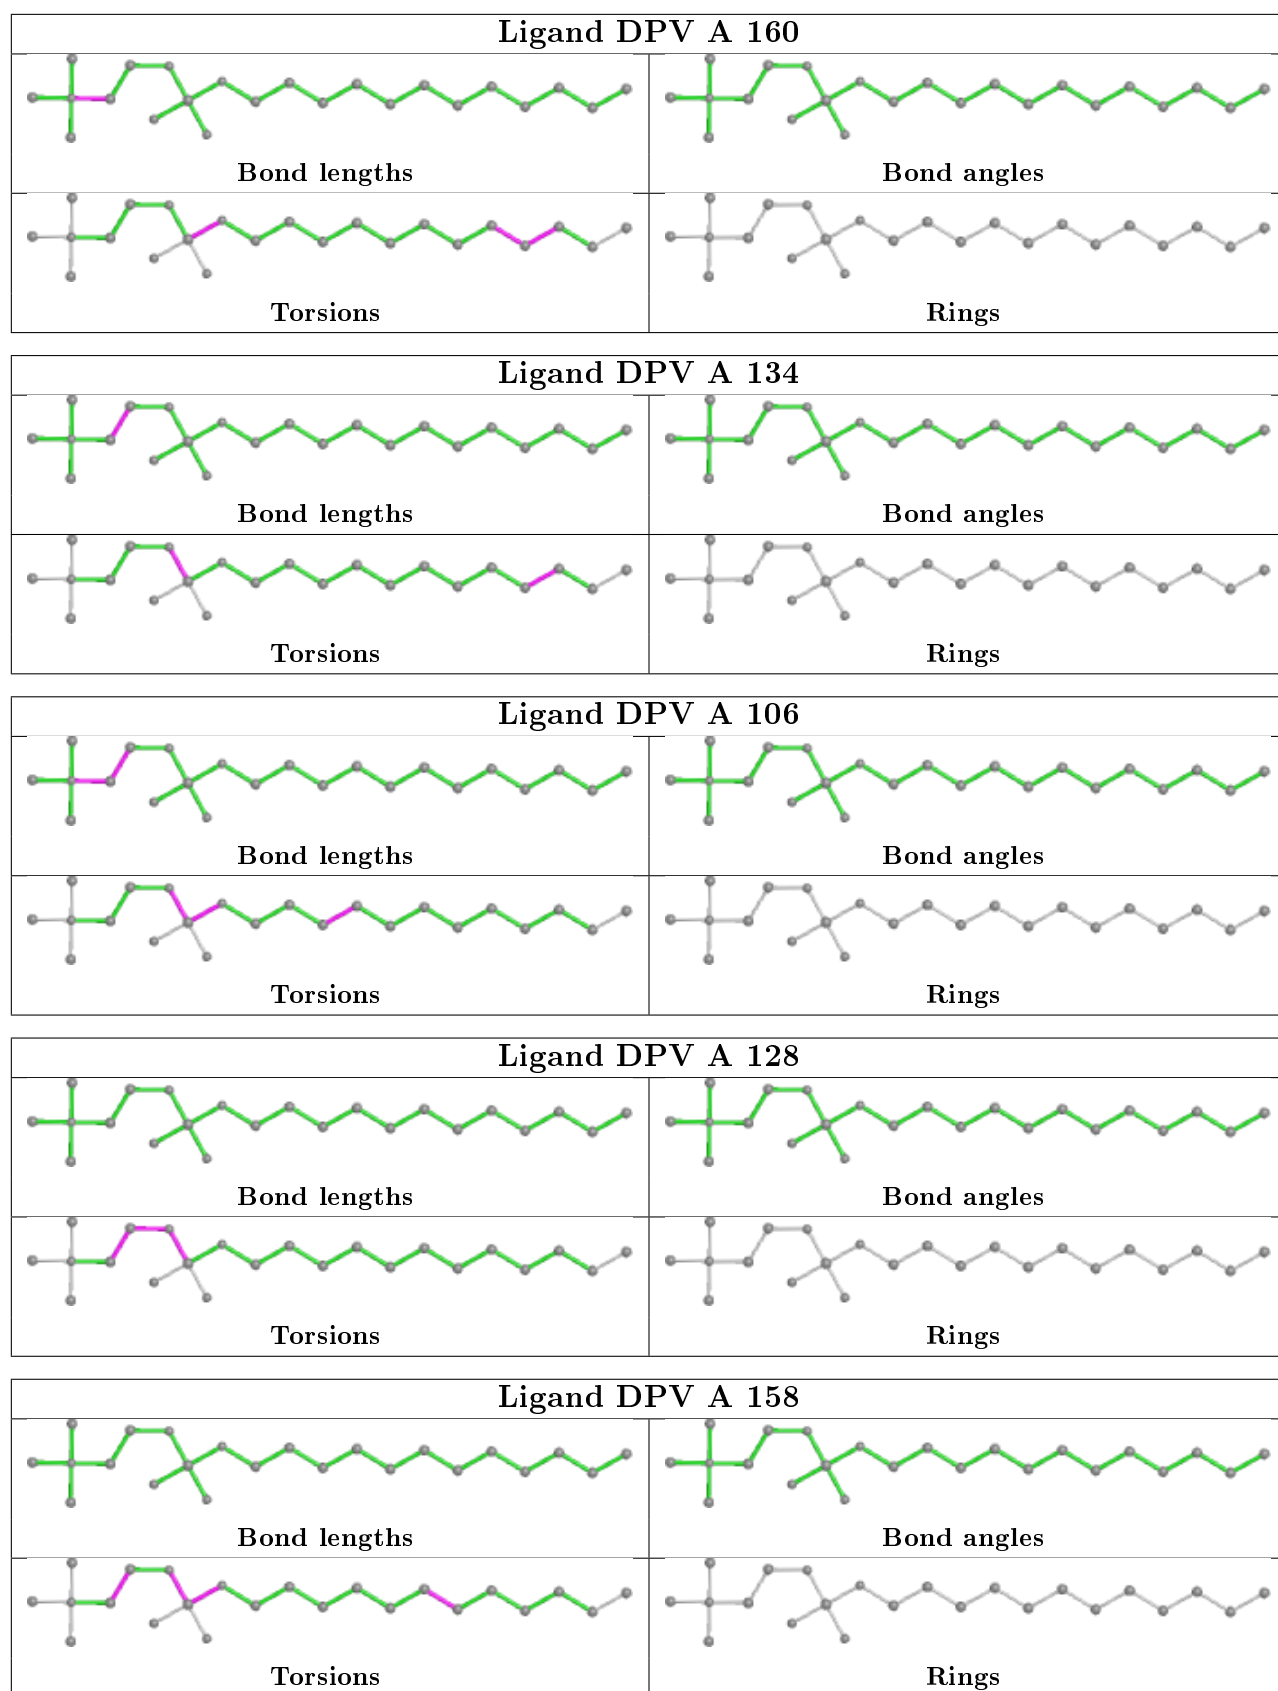 Ligand DPV A 160
Bond lengths
Bond angles
Torsions
Rings
Ligand DPV A 134
Bond lengths
Bond angles
Torsions
Rings
Ligand DPV A 106
Bond lengths
Bond angles
Torsions
Rings
Ligand DPV A 128
Bond lengths
Bond angles
Torsions
Rings
Ligand DPV A 158
Bond lengths
Bond angles
Torsions
Rings